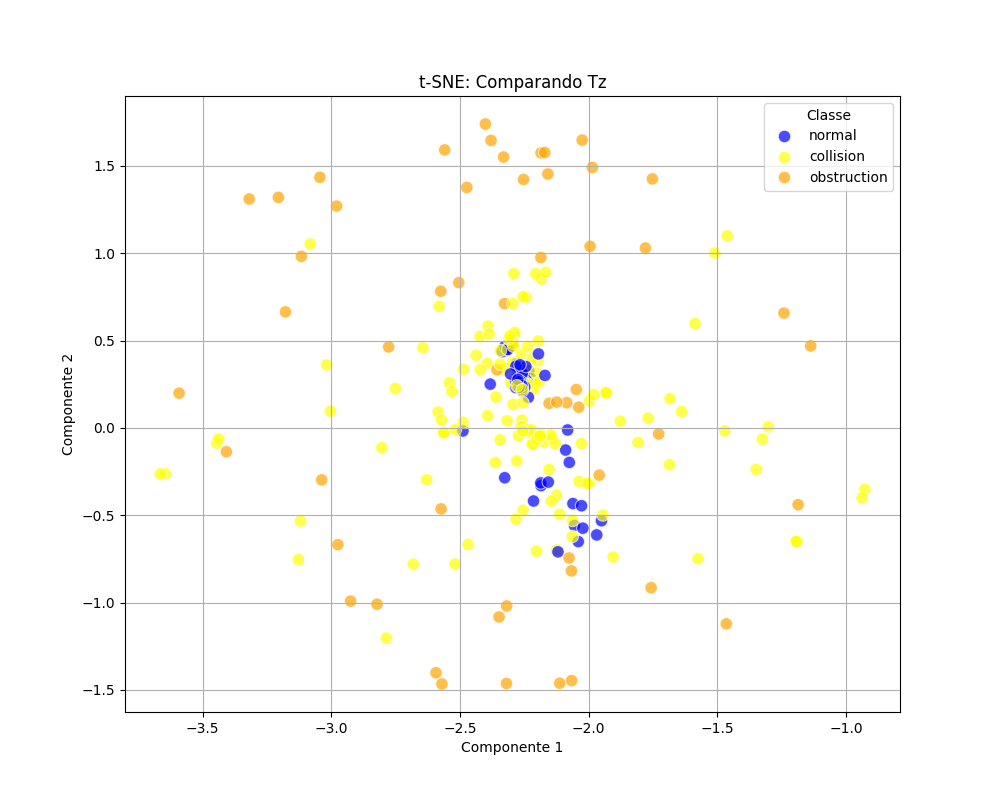 t-SNE: Comparando Tz
Classe
normal
collision
obstruction
Componente 2
1.5
1.0
0.5
0.0
−0.5
−1.0
−1.5
−3.5 −3.0 −2.5 −2.0 −1.5 −1.0
Componente 1